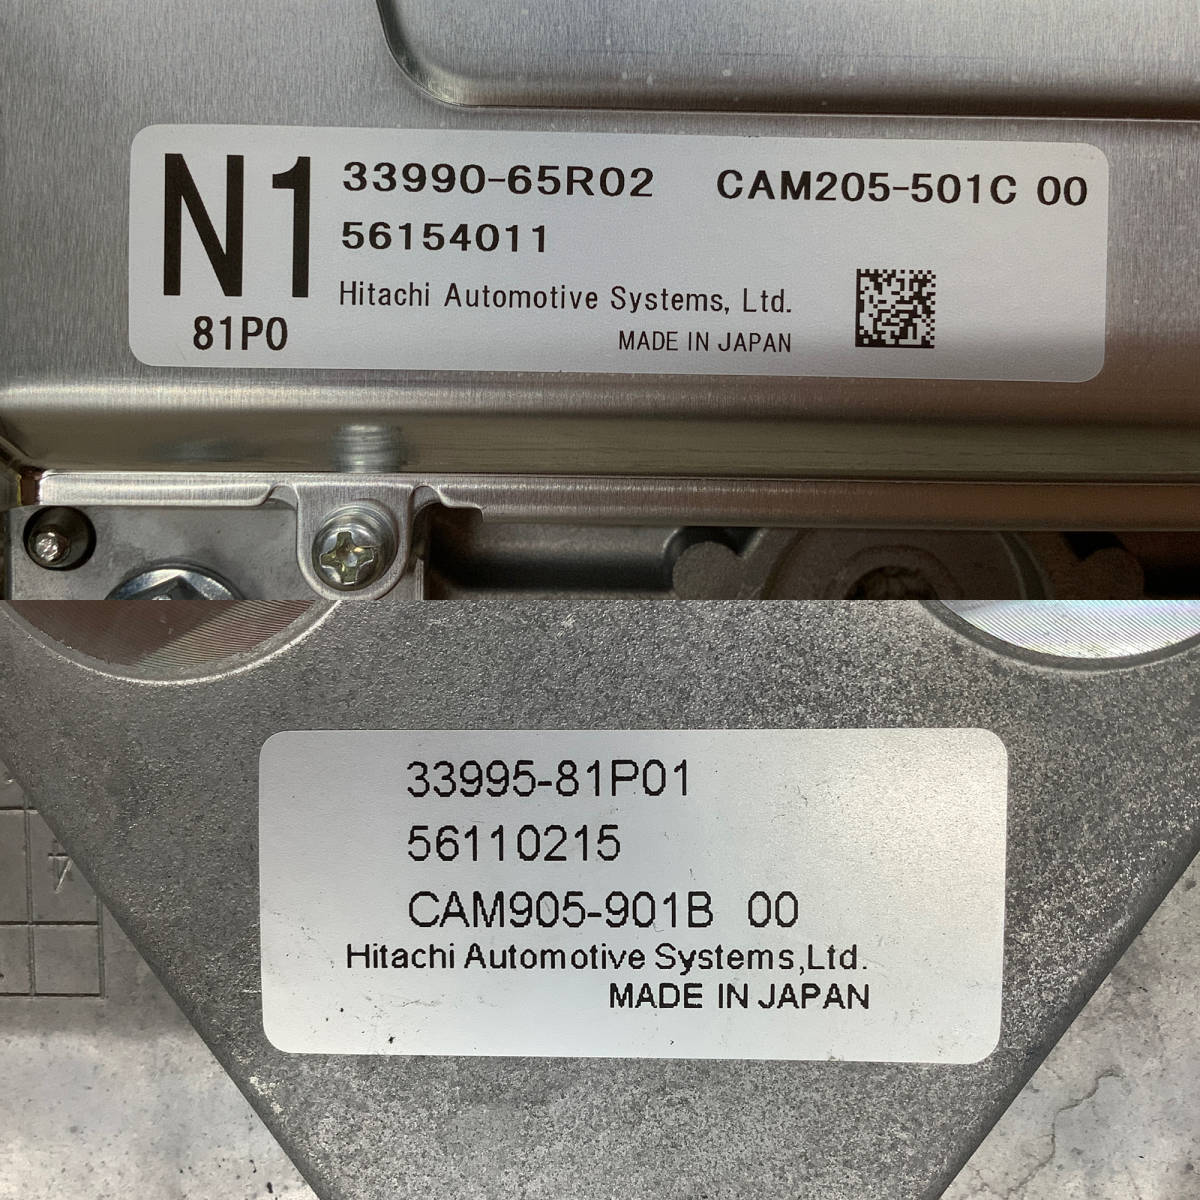 N1 33990-65R02 CAM205-501C 00
56154011
Hitachi Automotive Systems, Ltd.
81P0 MADE IN JAPAN
33995-81P01
56110215
CAM905-901B 00
Hitachi Automotive Systems,Ltd.
MADE IN JAPAN
4